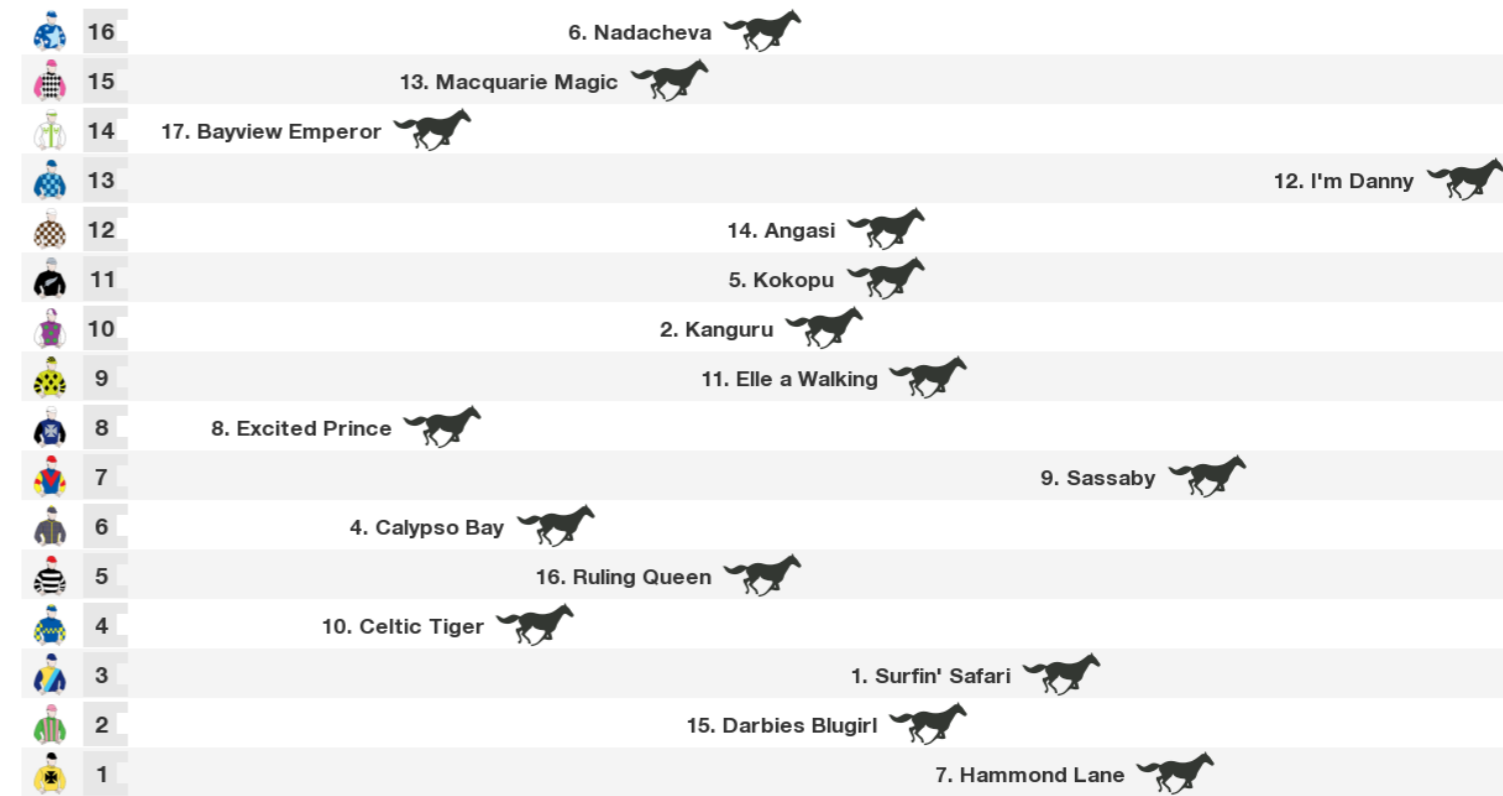 16 6. Nadacheva
15 13. Macquarie Magic
14 17. Bayview Emperor
13 12. I'm Danny
12 14. Angasi
11 5. Kokopu
10 2. Kanguru
9 11. Elle a Walking
8 8. Excited Prince
7 9. Sassaby
6 4. Calypso Bay
5 16. Ruling Queen
4 10. Celtic Tiger
3 1. Surfin' Safari
2 15. Darbies Blugirl
1 7. Hammond Lane